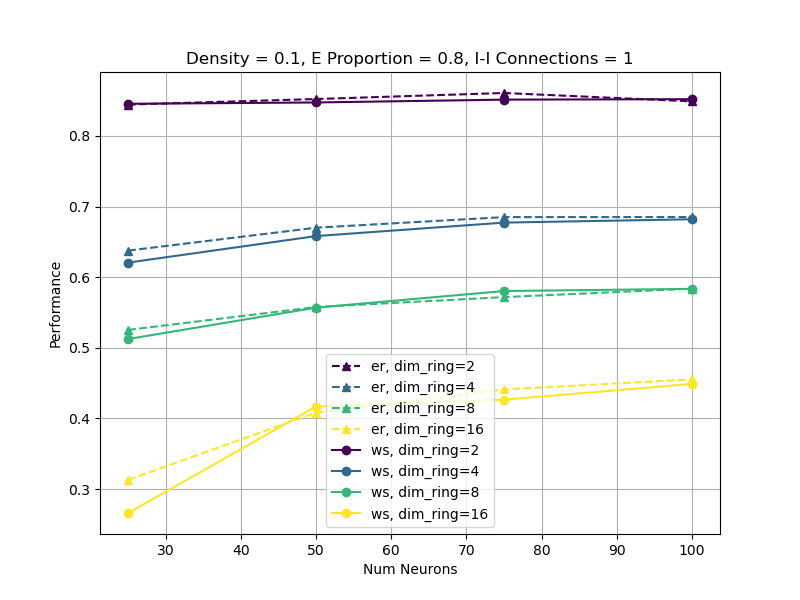 Density = 0.1, E Proportion = 0.8, I-I Connections = 1
Performance
0.8
0.7
0.6
0.5
0.4
0.3
er, dim_ring=2
er, dim_ring=4
er, dim_ring=8
er, dim_ring=16
ws, dim_ring=2
ws, dim_ring=4
ws, dim_ring=8
ws, dim_ring=16
30 40 50 60 70 80 90 100
Num Neurons